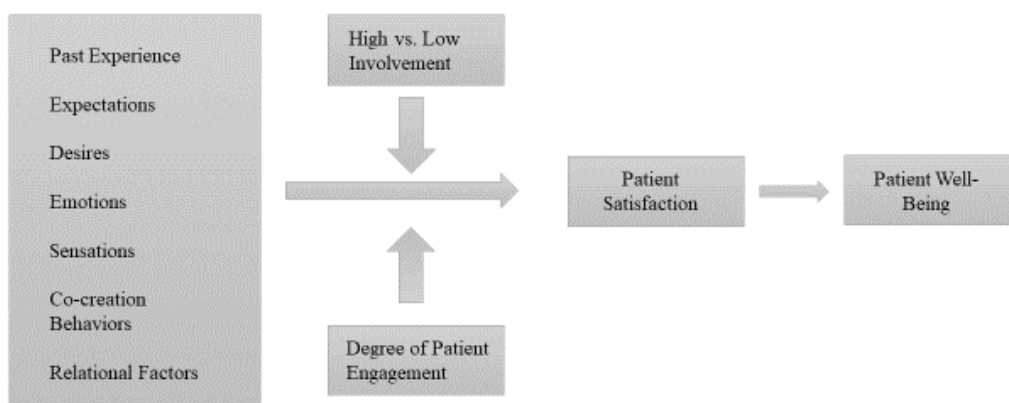 Past Experience
Expectations
Desires
Emotions
Sensations
Co-creation
Behaviors
Relational Factors
High vs. Low
Involvement
Degree of Patient
Engagement
Patient
Satisfaction
Patient Well-
Being